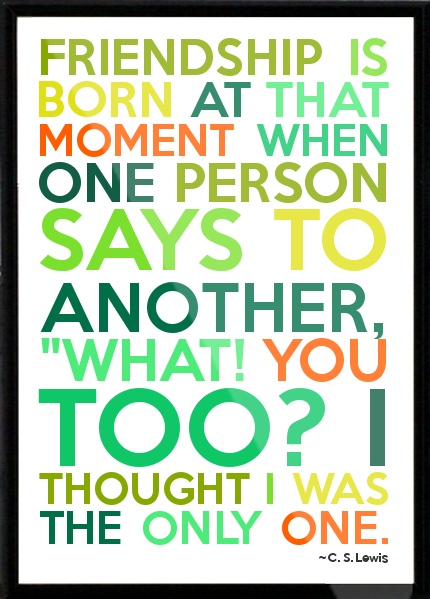 FRIENDSHIP IS
BORN AT THAT
MOMENT WHEN
ONE PERSON
SAYS TO
ANOTHER,
"WHAT! YOU
TOO? I
THOUGHT I WAS
THE ONLY ONE.
~C. S. Lewis